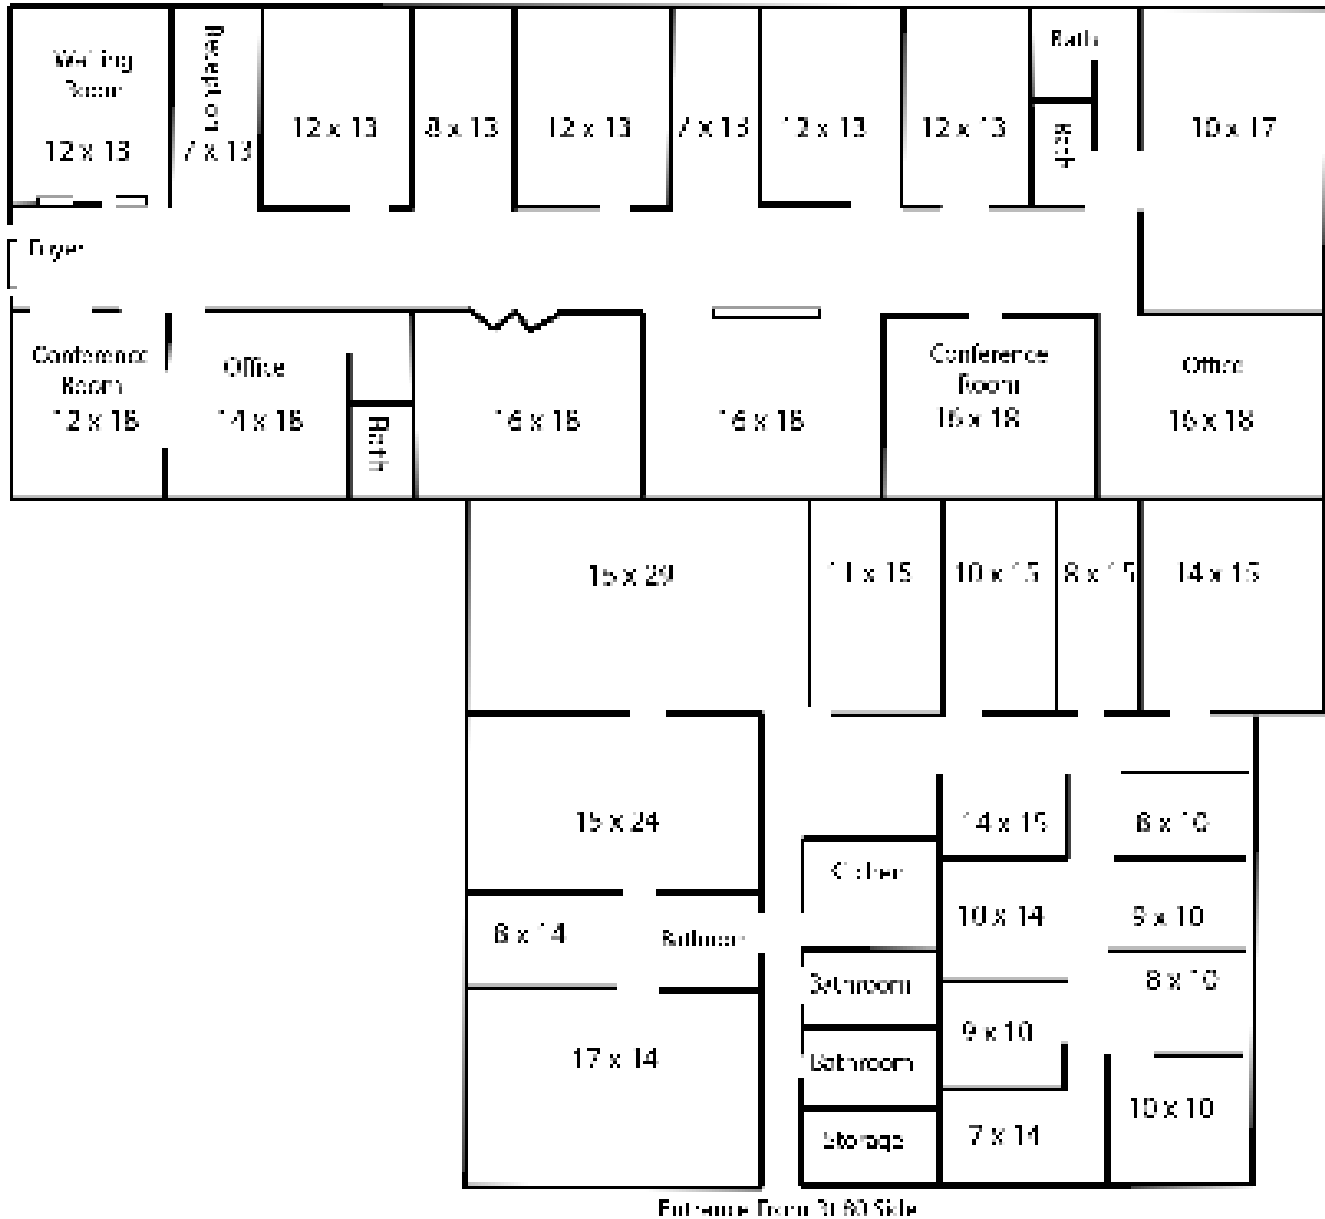 Waiting
Room
12 x 13
Reception
7 x 13
12 x 13
8 x 13
12 x 13
7 x 13
12 x 13
12 x 13
Bath
Bath
10 x 17
Foyer
Conference
Room
12 x 18
Office
14 x 18
Bath
16 x 18
16 x 18
Conference
Room
16 x 18
Office
16 x 18
15 x 29
11 x 15
10 x 15
8 x 15
14 x 15
15 x 24
14 x 15
8 x 10
Kitchen
10 x 14
9 x 10
8 x 14
Bathroom
Bathroom
8 x 10
9 x 10
17 x 14
Bathroom
10 x 10
Storage
7 x 14
Entrance From Side